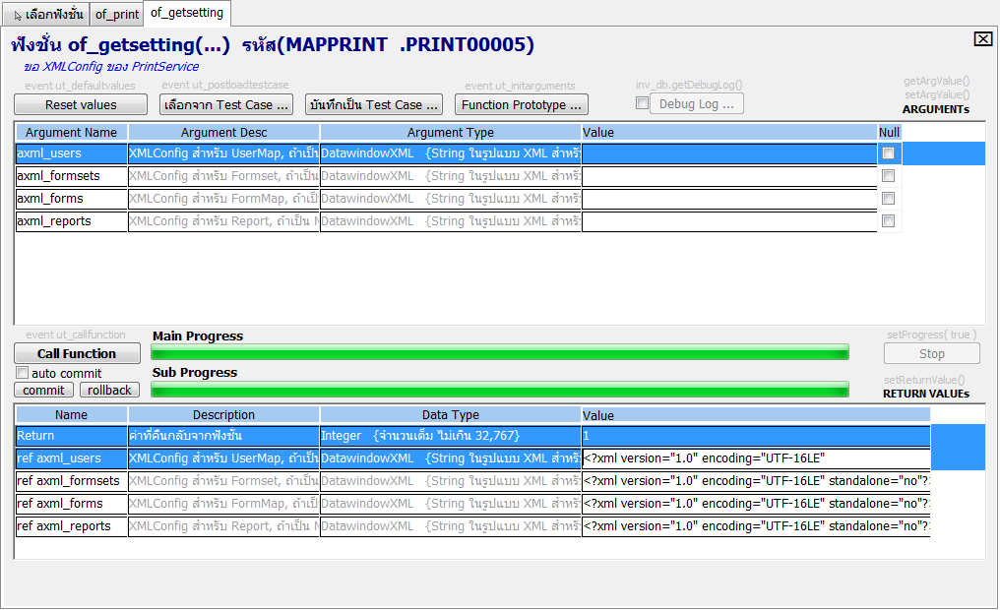 เลือกฟังชั่น of_print of_getsetting
ฟังชั่น of_getsetting(...) รหัส(MAPPRINT .PRINT00005)
ขอ XMLConfig ของ PrintService
event ut_defaultvalues event ut_postloadtestcase event ut_initarguments inv_db.getDebugLog() getArgValue()
setArgValue()
Reset values เลือกจาก Test Case ... บันทึกเป็น Test Case ... Function Prototype ... Debug Log ... ARGUMENTs
Argument Name Argument Desc Argument Type Value Null
axml_users XMLConfig สำหรับ UserMap, ถ้าเป็น DatawindowXML {String ในรูปแบบ XML สำหรั
axml_formsets XMLConfig สำหรับ Formset, ถ้าเป็น DatawindowXML {String ในรูปแบบ XML สำหรั
axml_forms XMLConfig สำหรับ FormMap, ถ้าเป็ DatawindowXML {String ในรูปแบบ XML สำหรั
axml_reports XMLConfig สำหรับ Report, ถ้าเป็น N DatawindowXML {String ในรูปแบบ XML สำหรั
event ut_callfunction Main Progress setProgress( true )
Call Function Stop
auto commit Sub Progress setReturnValue()
commit rollback RETURN VALUEs
Name Description Data Type Value
Return ค่าที่คืนกลับจากฟังชั่น Integer {จำนวนเต็ม ไม่เกิน 32,767} 1
ref axml_users XMLConfig สำหรับ UserMap, ถ้าเป็น DatawindowXML {String ในรูปแบบ XML สำหรั <?xml version="1.0" encoding="UTF-16LE"
ref axml_formsets XMLConfig สำหรับ Formset, ถ้าเป็น DatawindowXML {String ในรูปแบบ XML สำหรั <?xml version="1.0" encoding="UTF-16LE" standalone="no"?>
ref axml_forms XMLConfig สำหรับ FormMap, ถ้าเป็ DatawindowXML {String ในรูปแบบ XML สำหรั <?xml version="1.0" encoding="UTF-16LE" standalone="no"?>
ref axml_reports XMLConfig สำหรับ Report, ถ้าเป็น N DatawindowXML {String ในรูปแบบ XML สำหรั <?xml version="1.0" encoding="UTF-16LE" standalone="no"?>